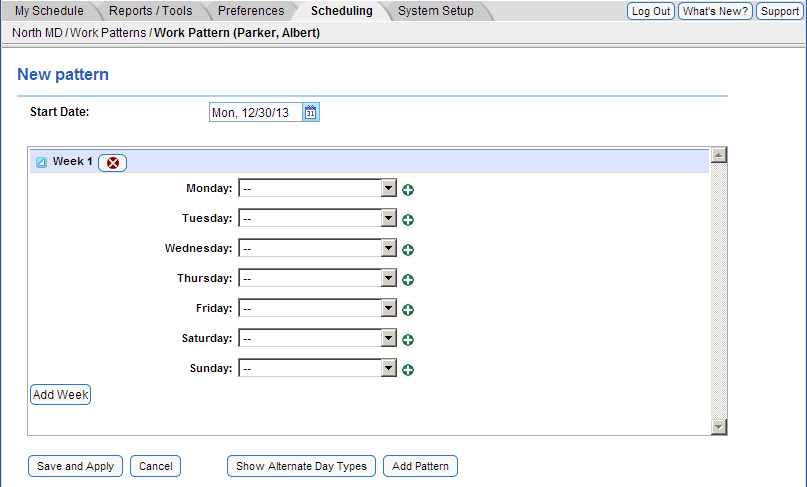 My Schedule Reports / Tools Preferences Scheduling System Setup Log Out What's New? Support
North MD / Work Patterns / Work Pattern (Parker, Albert)
New pattern
Start Date: Mon, 12/30/13 31
Week 1
Monday: --
Tuesday: --
Wednesday: --
Thursday: --
Friday: --
Saturday: --
Sunday: --
Add Week
Save and Apply Cancel Show Alternate Day Types Add Pattern